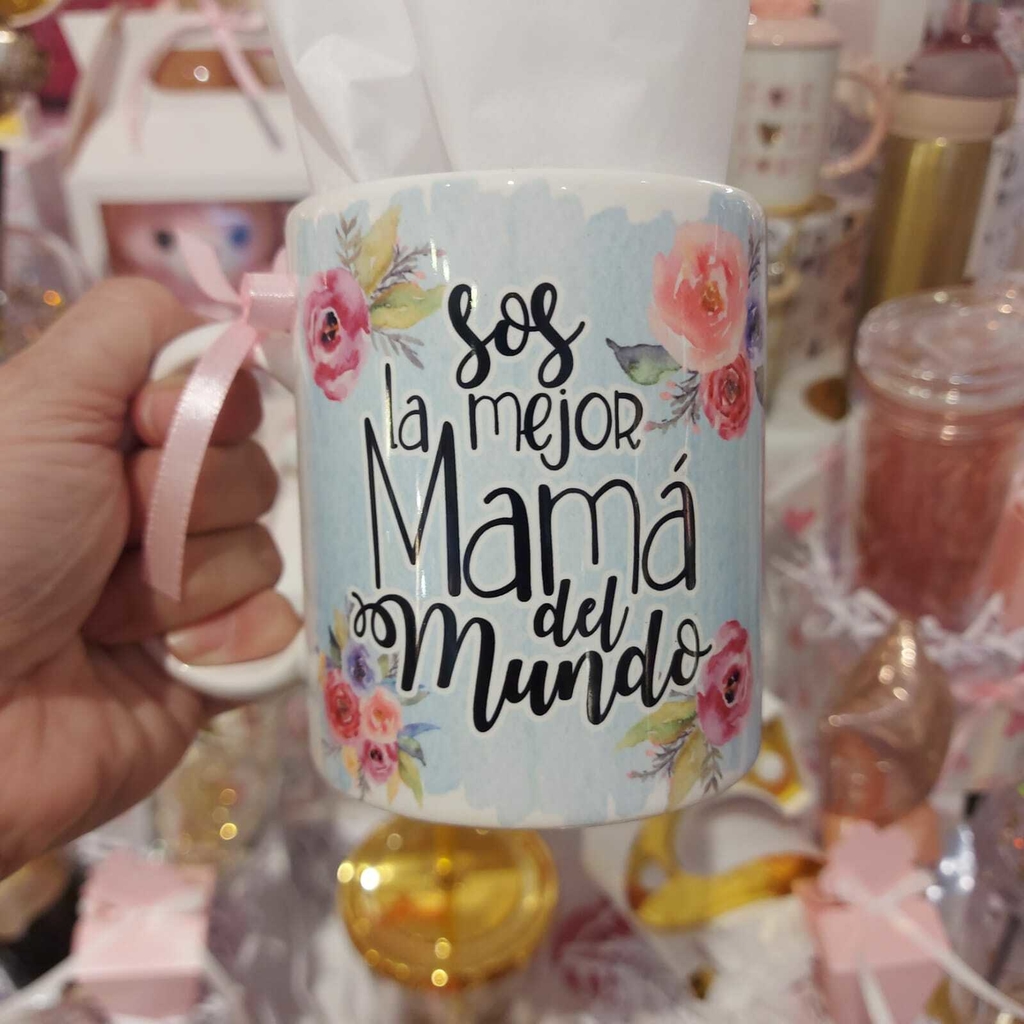 sos
la mejor
Mamá
del
Mundo